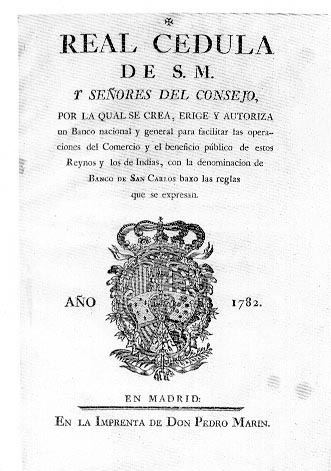 REAL CEDULA
DE S. M.
Y SEÑORES DEL CONSEJO,
POR LA QUAL SE CREA, ERIGE Y AUTORIZA
un Banco nacional y general para facilitar las opera-
ciones del Comercio y el beneficio público de estos
Reynos y los de Indias, con la denominacion de
BANCO DE SAN CARLOS baxo las reglas
que se expresan.
AÑO 1782.
EN MADRID:
EN LA IMPRENTA DE DON PEDRO MARIN.